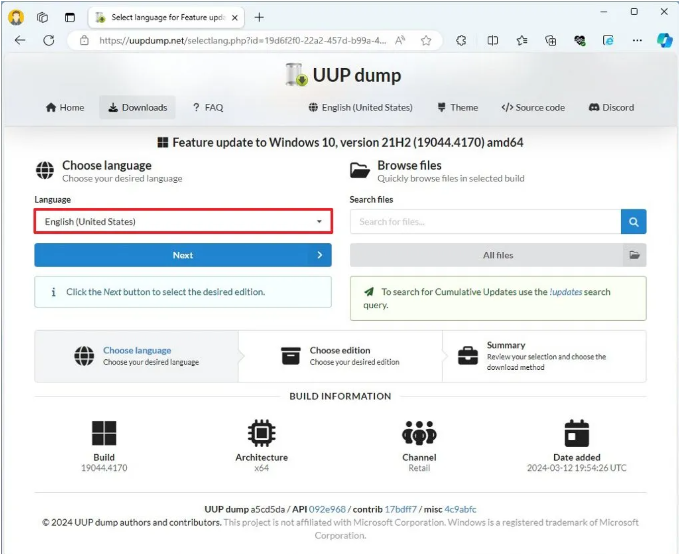 Select language for Feature upd
https://uupdump.net/selectlang.php?id=19d6f2f0-22a2-457d-b99a-4...
UUP dump
Home Downloads ? FAQ English (United States) Theme </> Source code Discord
Feature update to Windows 10, version 21H2 (19044.4170) amd64
Choose language
Choose your desired language
Browse files
Quickly browse files in selected build
Language
English (United States)
Search files
Search for files...
Next
All files
i Click the Next button to select the desired edition.
To search for Cumulative Updates use the !updates search
query.
Choose language
Choose your desired language
Choose edition
Choose your desired edition
Summary
Review your selection and choose the
download method
BUILD INFORMATION
Build
19044.4170
Architecture
x64
Channel
Retail
Date added
2024-03-12 19:54:26 UTC
UUP dump a5cd5da / API 092e968 / contrib 17bdff7 / misc 4c9abfc
© 2024 UUP dump authors and contributors. This project is not affiliated with Microsoft Corporation. Windows is a registered trademark of Microsoft
Corporation.